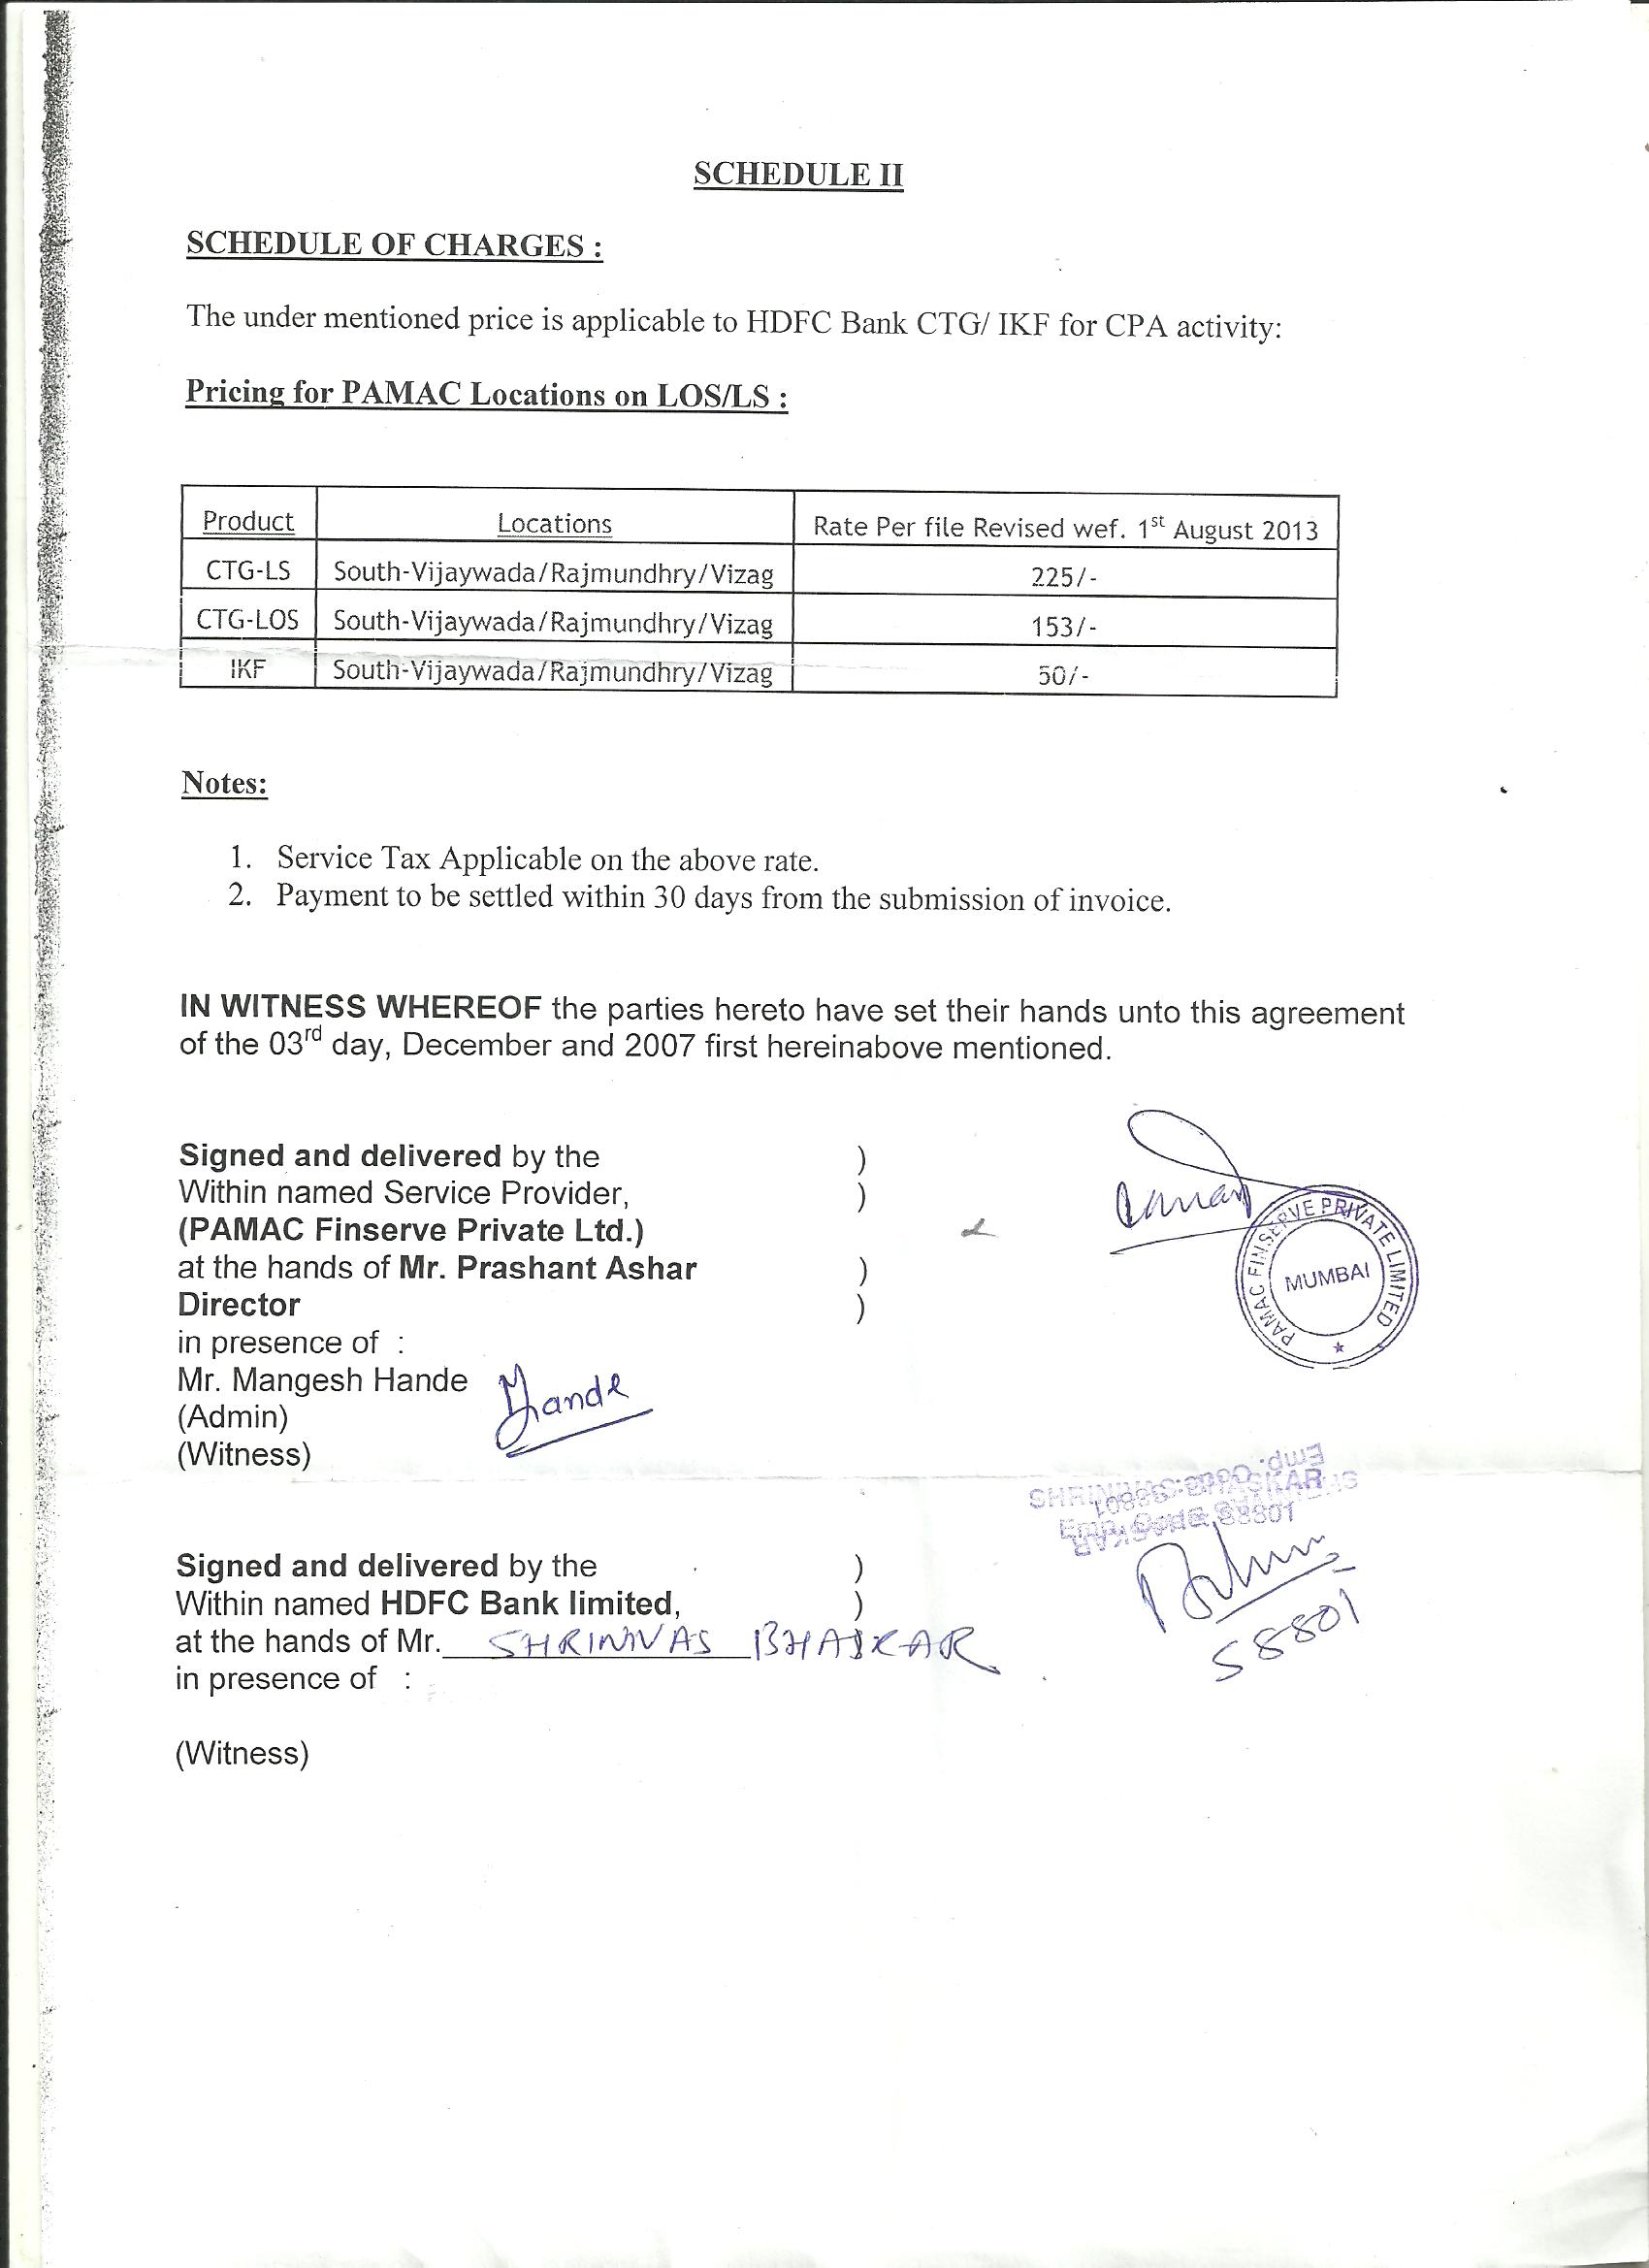 SCHEDULE II
SCHEDULE OF CHARGES :
The under mentioned price is applicable to HDFC Bank CTG/ IKF for CPA activity:
Pricing for PAMAC Locations on LOS/LS :
Product Locations Rate Per file Revised wef. 1st August 2013
CTG-LS South-Vijaywada/Rajmundhry/Vizag 225/-
CTG-LOS South-Vijaywada/Rajmundhry/Vizag 153/-
IKF South-Vijaywada/Rajmundhry/Vizag 50/-
Notes:
1. Service Tax Applicable on the above rate.
2. Payment to be settled within 30 days from the submission of invoice.
IN WITNESS WHEREOF the parties hereto have set their hands unto this agreement
of the 03rd day, December and 2007 first hereinabove mentioned.
Signed and delivered by the )
Within named Service Provider, )
(PAMAC Finserve Private Ltd.)
at the hands of Mr. Prashant Ashar )
Director )
PAMAC FINSERVE PRIVATE LIMITED
MUMBAI
in presence of :
Mr. Mangesh Hande Hande
(Admin)
(Witness)
SHRINIVAS BHASKAR
Emp. Code: S8801
Signed and delivered by the )
Within named HDFC Bank limited, )
at the hands of Mr. SHRINIVAS BHASKAR
S8801
in presence of :
(Witness)